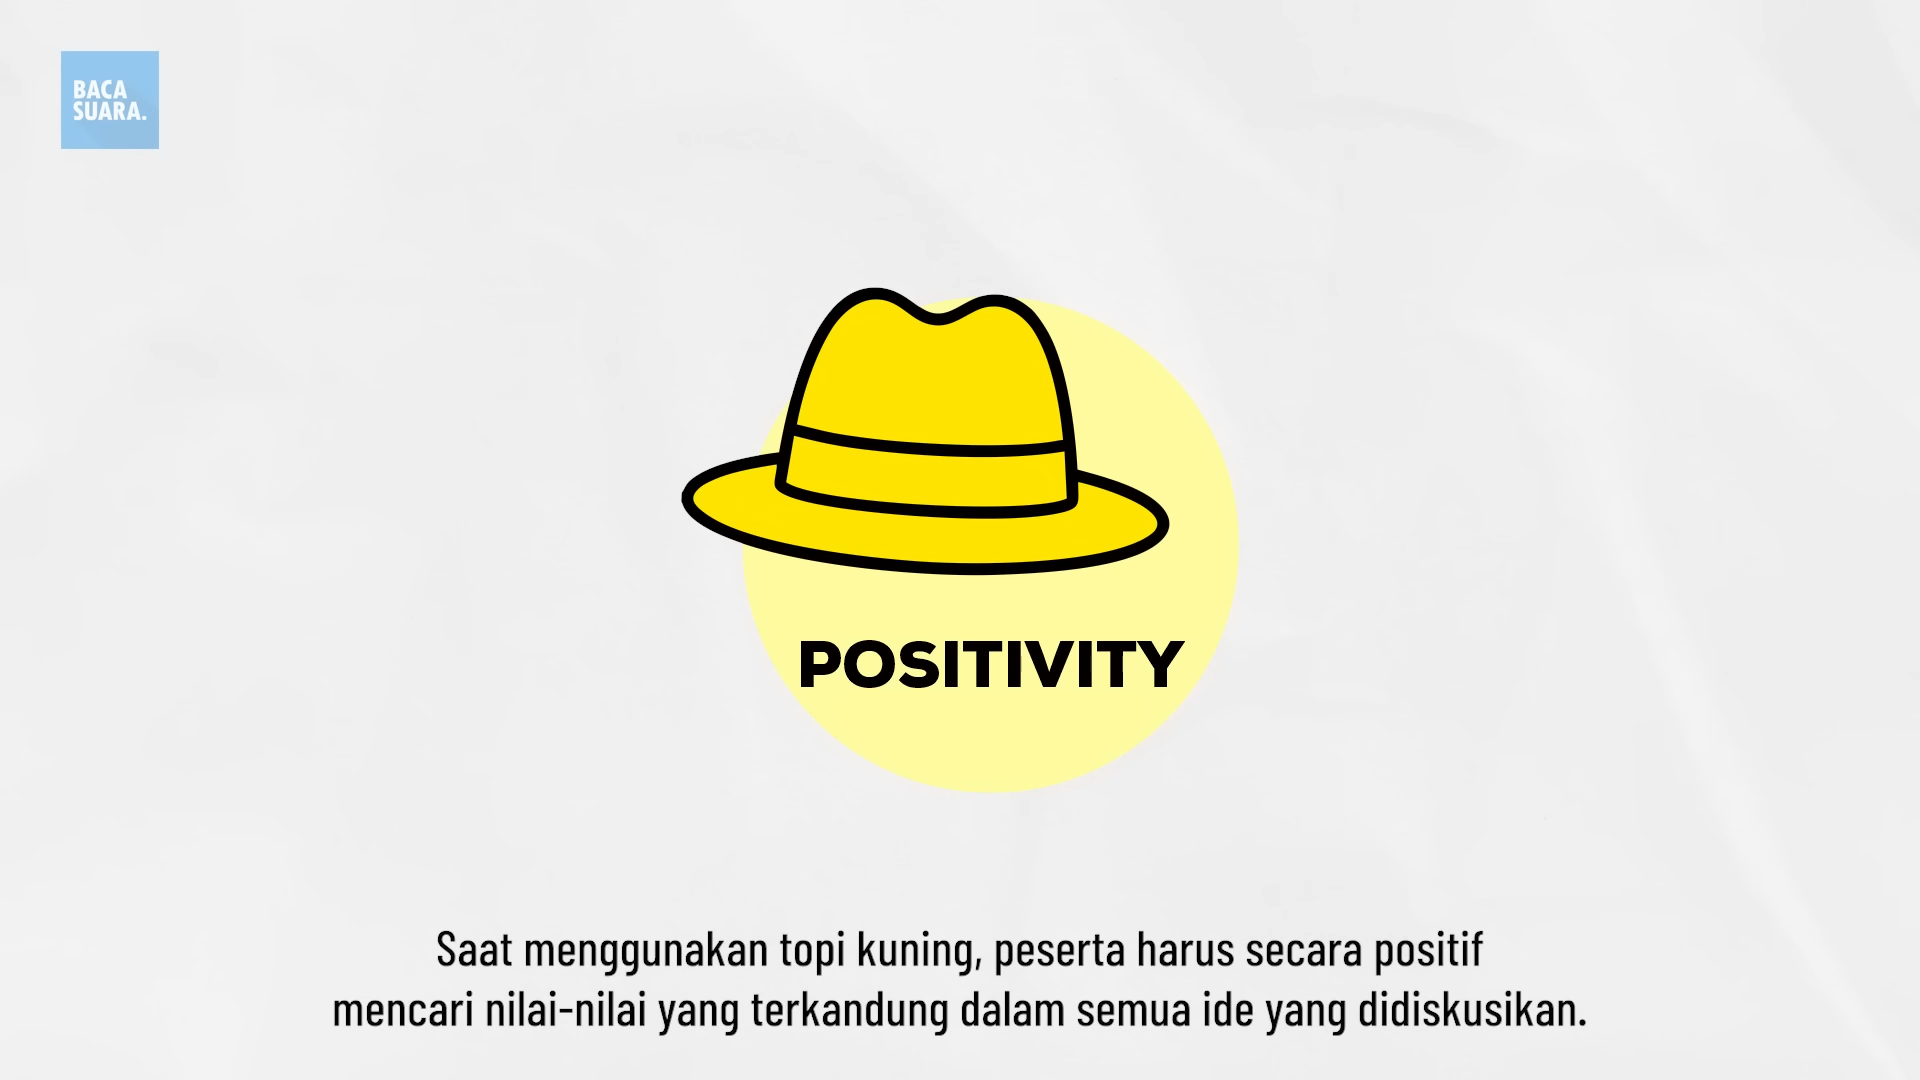 BACA
SUARA.
POSITIVITY
Saat menggunakan topi kuning, peserta harus secara positif
mencari nilai-nilai yang terkandung dalam semua ide yang didiskusikan.